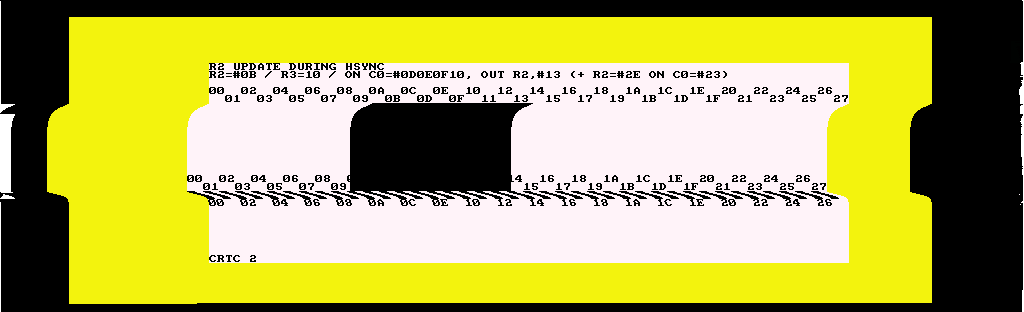 R2 UPDATE DURING HSYNC
R2=#0B / R3=10 / ON C0=#0D0E0F10, OUT R2,#13 (+ R2=#2E ON C0=#23)
00 02 04 06 08 0A 0C 0E 10 12 14 16 18 1A 1C 1E 20 22 24 26
01 03 05 07 09 0B 0D 0F 11 13 15 17 19 1B 1D 1F 21 23 25 27
00 02 04 06 08 14 16 18 1A 1C 1E 20 22 24 26
01 03 05 07 09 15 17 19 1B 1D 1F 21 23 25 27
00 02 04 06 08 0A 0C 0E 10 12 14 16 18 1A 1C 1E 20 22 24 26
CRTC 2